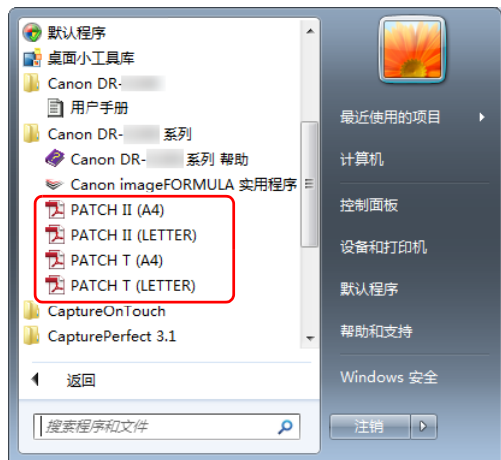 默认程序
桌面小工具库
Canon DR-
用户手册
Canon DR- 系列
Canon DR- 系列 帮助
Canon imageFORMULA 实用程序
PATCH II (A4)
PATCH II (LETTER)
PATCH T (A4)
PATCH T (LETTER)
CaptureOnTouch
CapturePerfect 3.1
返回
搜索程序和文件
最近使用的项目
计算机
控制面板
设备和打印机
默认程序
帮助和支持
Windows 安全
注销